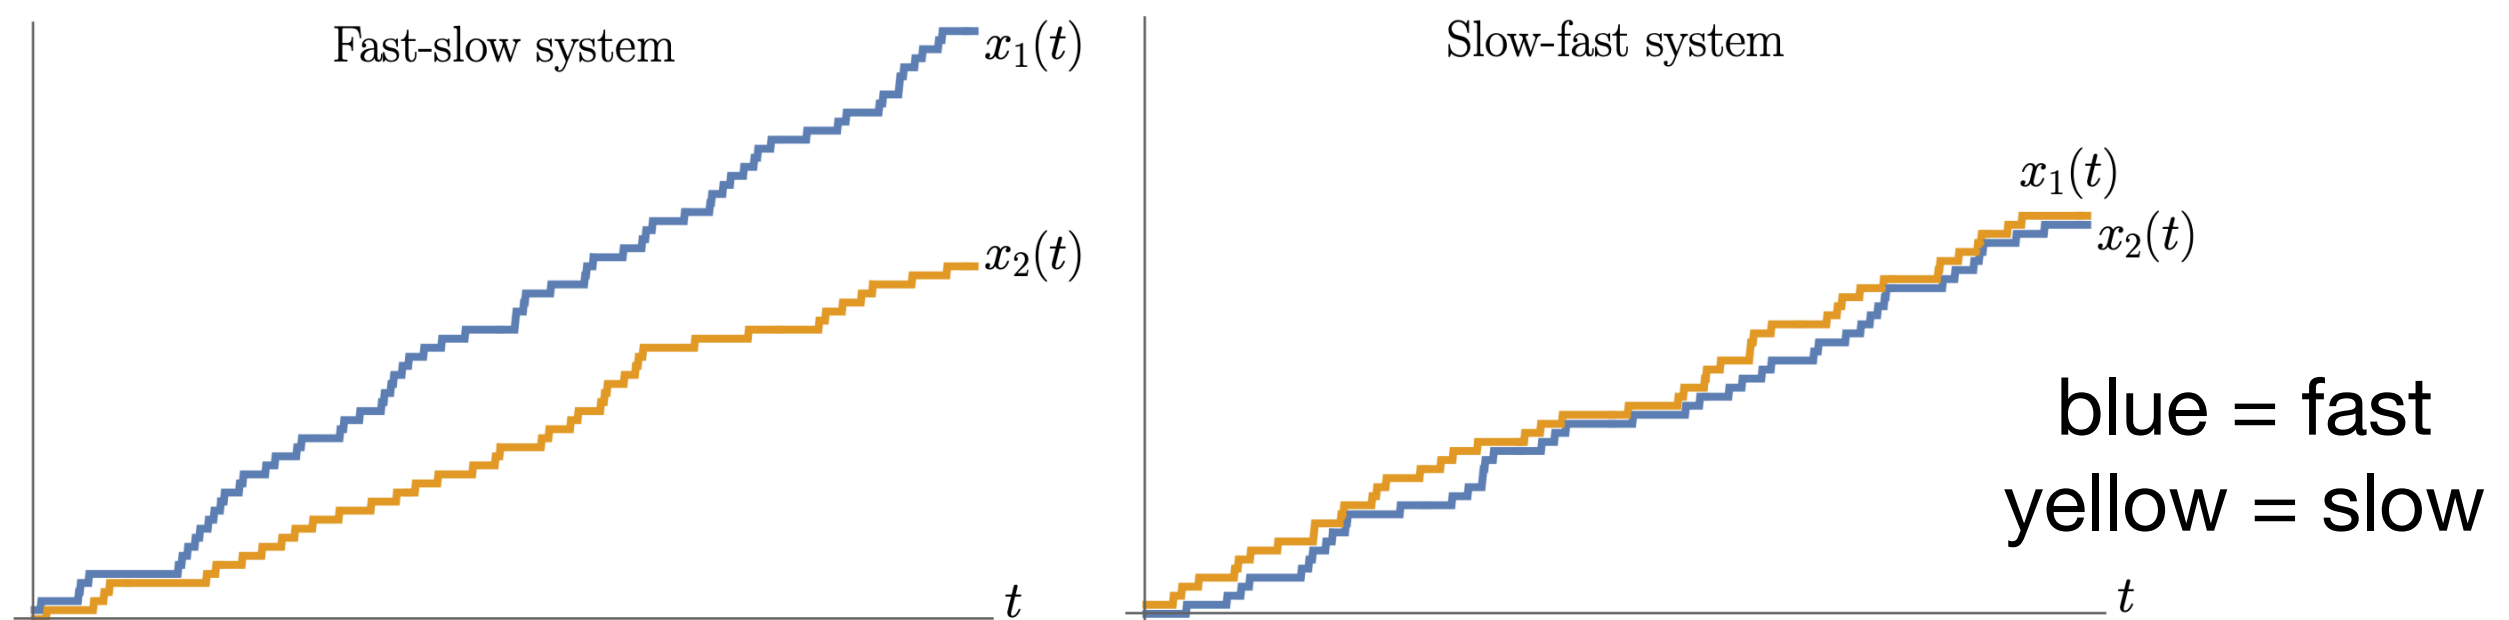 Fast-slow system
x₁(t)
x₂(t)
t
Slow-fast system
x₁(t)
x₂(t)
blue = fast
yellow = slow
t